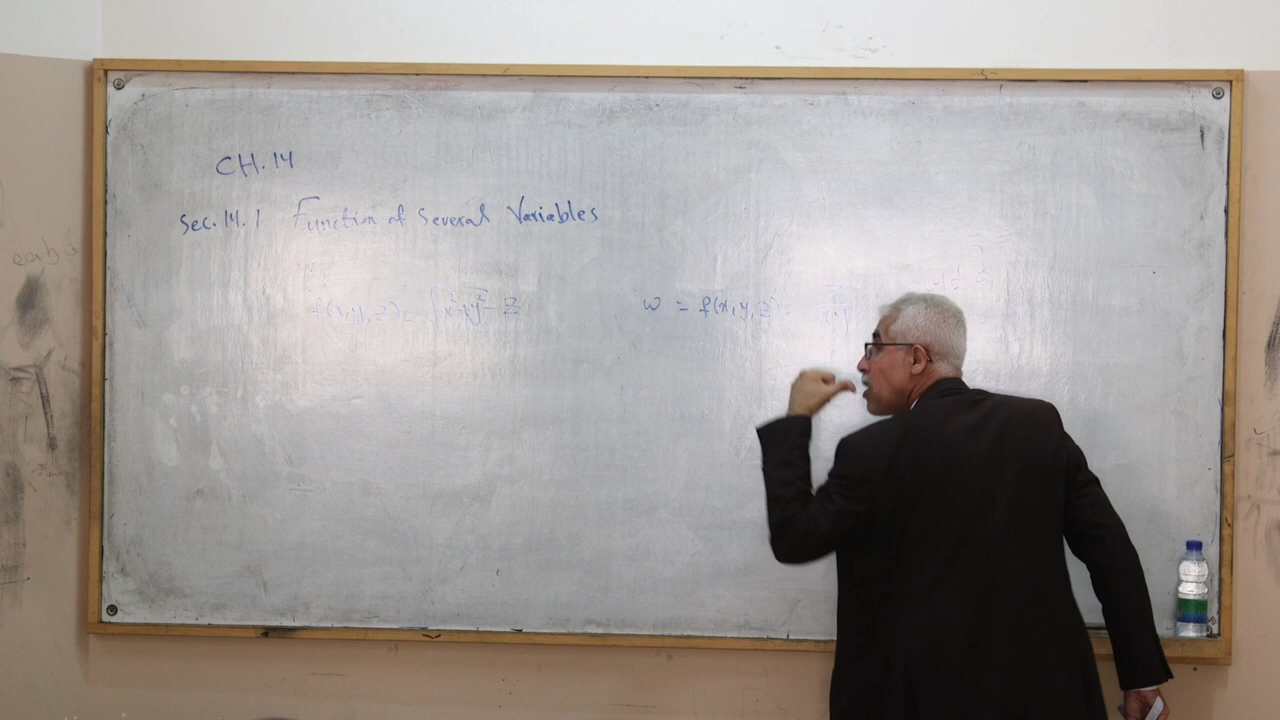 CH. 14
Sec. 14.1 Function of Several Variables
f(x,y,z) = √x²+y² - z
w = f(x,y,z) =